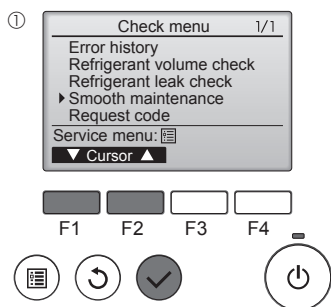 ①
Check menu 1/1
Error history
Refrigerant volume check
Refrigerant leak check
Smooth maintenance
Request code
Service menu:
▼ Cursor ▲
F1 F2 F3 F4